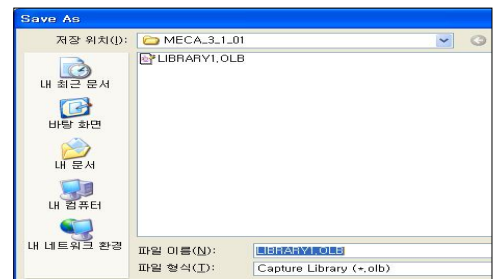 Save As
저장 위치(I): MECA_3_1_01
LIBRARY1.OLB
내 최근 문서
바탕 화면
내 문서
내 컴퓨터
내 네트워크 환경
파일 이름(N): LIBRARY1.OLB
파일 형식(T): Capture Library (*.olb)